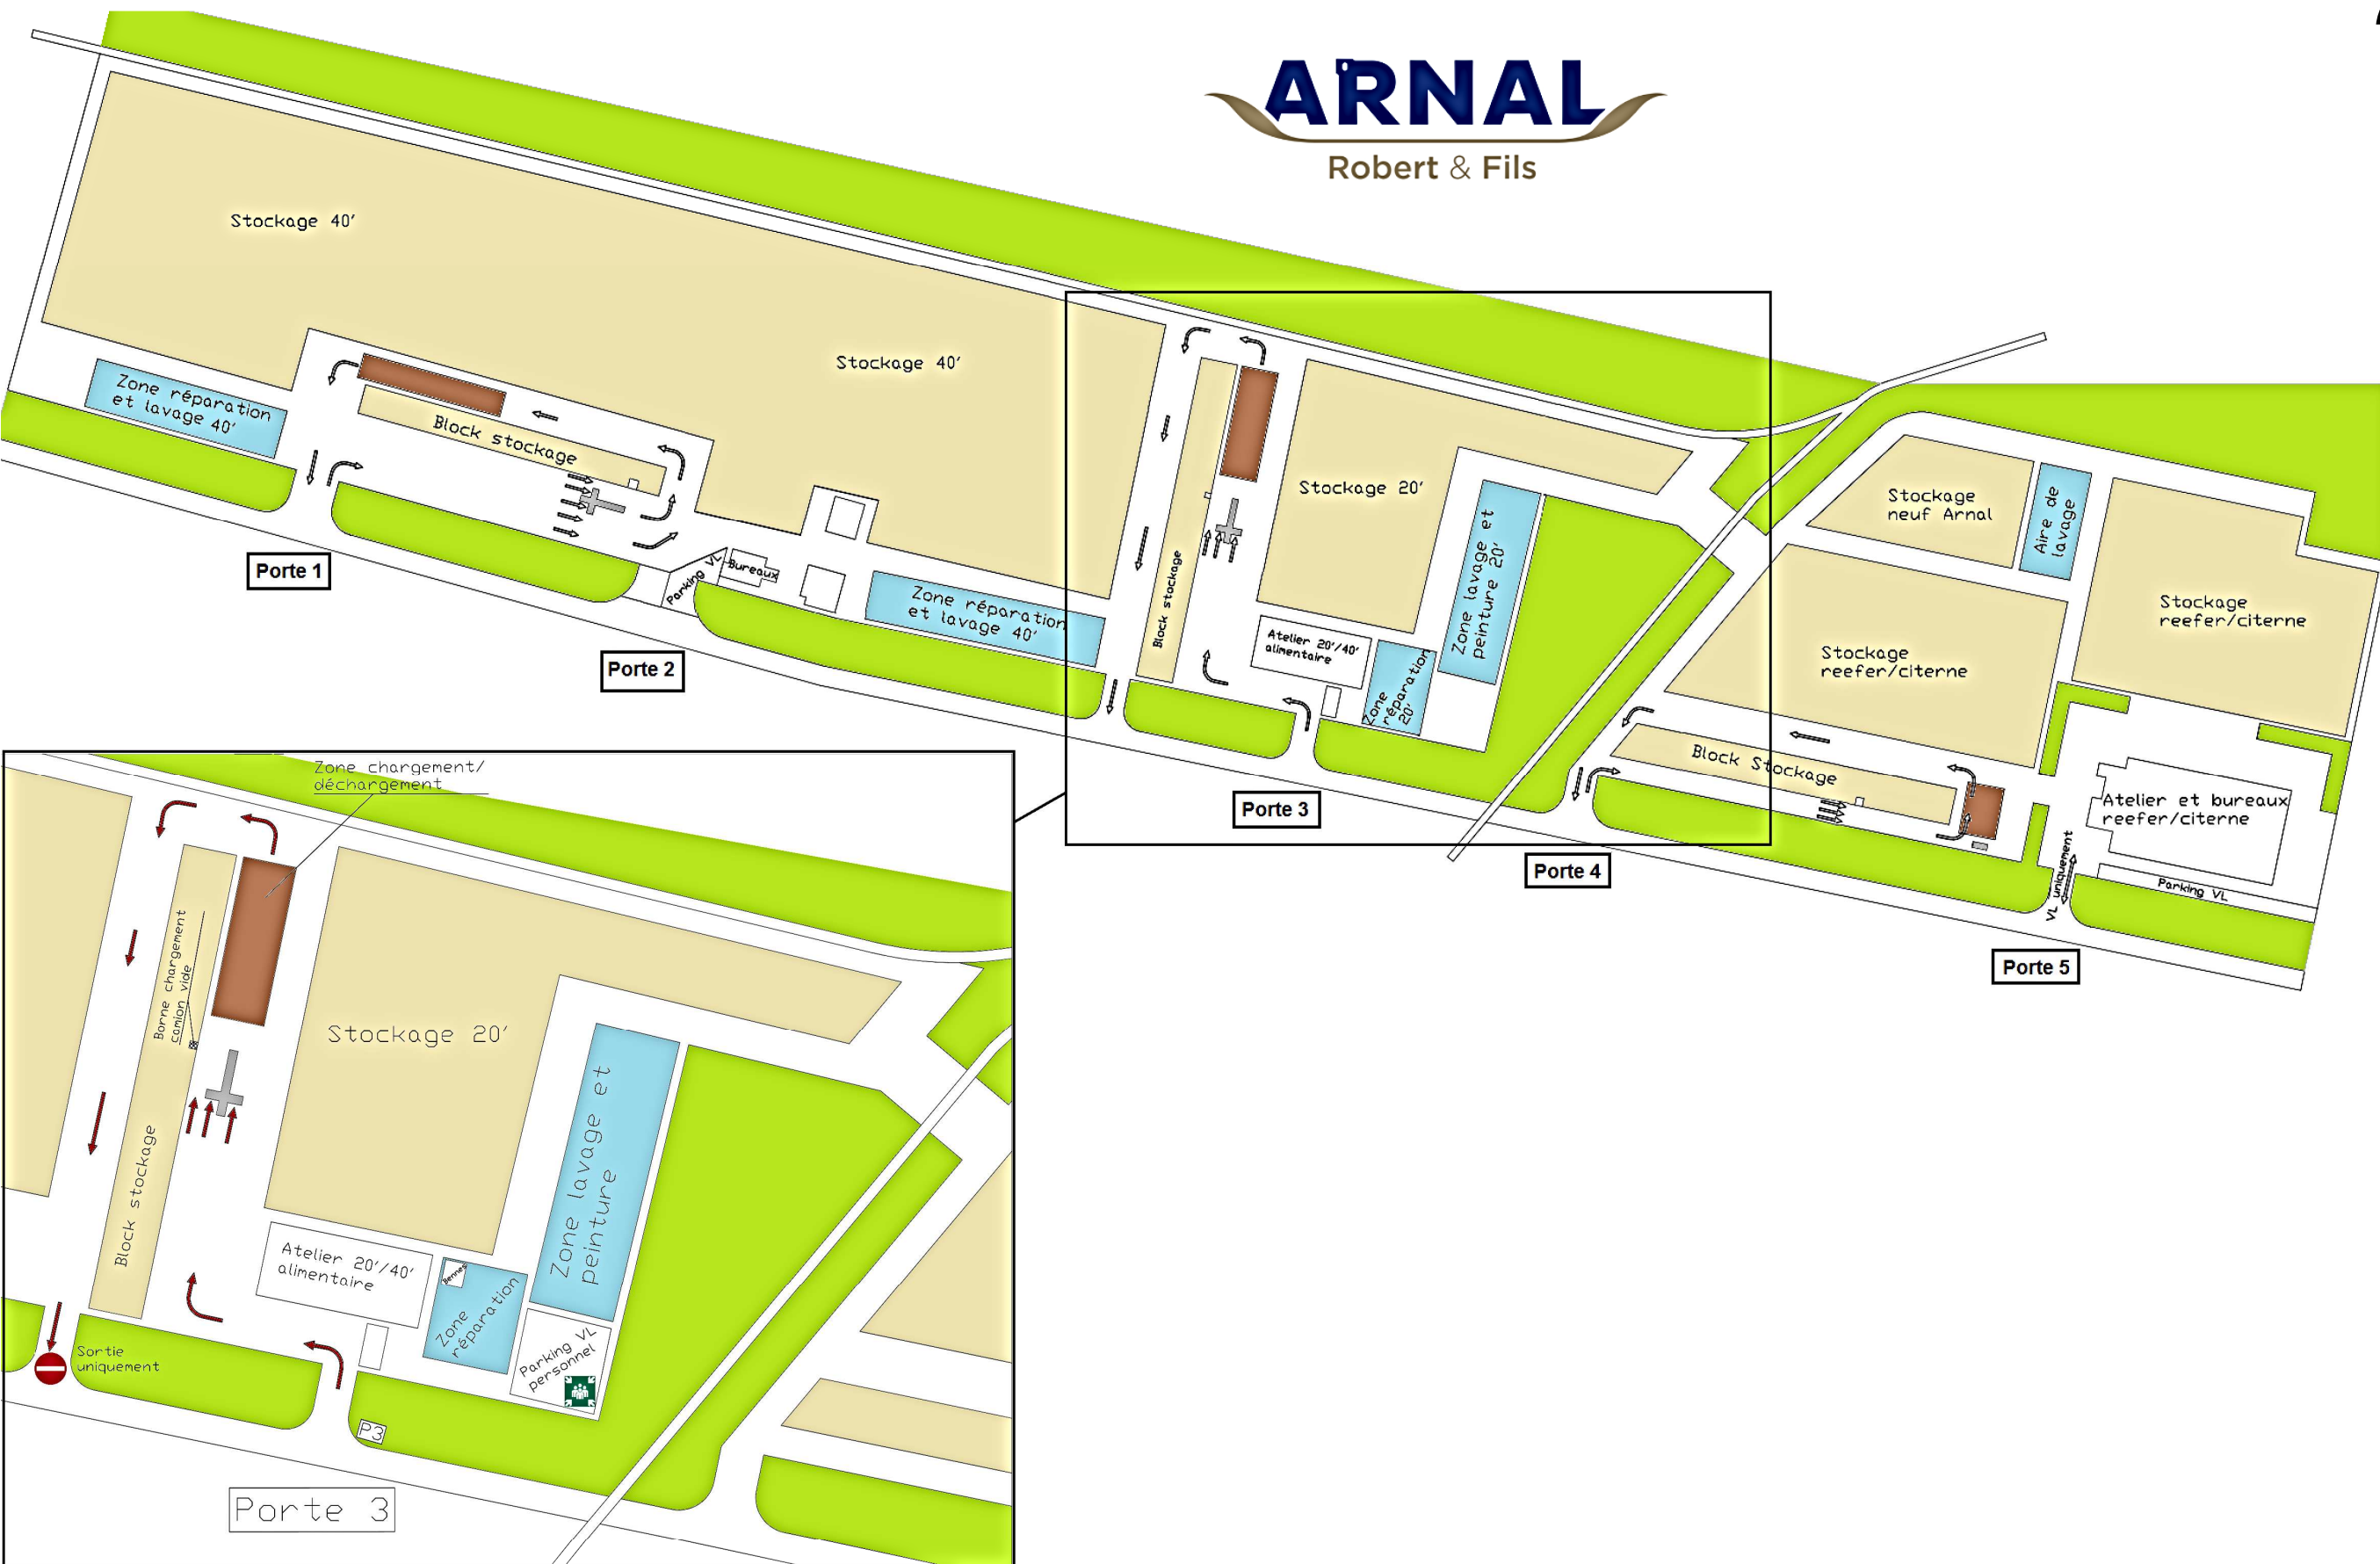 ARNAL
Robert & Fils
Stockage 40'
Stockage 40'
Zone réparation
et lavage 40'
Block stockage
Porte 1
Parking VL
Bureaux
Porte 2
Zone réparation
et lavage 40'
Block stockage
Stockage 20'
Atelier 20'/40'
alimentaire
Zone
réparation
20'
Zone lavage et
peinture 20'
Porte 3
Porte 4
Stockage
neuf Arnal
Aire de
lavage
Stockage
reefer/citerne
Stockage
reefer/citerne
Block Stockage
Atelier et bureaux
reefer/citerne
VL uniquement
Parking VL
Porte 5
Zone chargement/
déchargement
Borne chargement
camion vide
Block stockage
Stockage 20'
Zone lavage et
peinture
Atelier 20'/40'
alimentaire
Bennes
Zone
réparation
Parking VL
personnel
Sortie
uniquement
P3
Porte 3